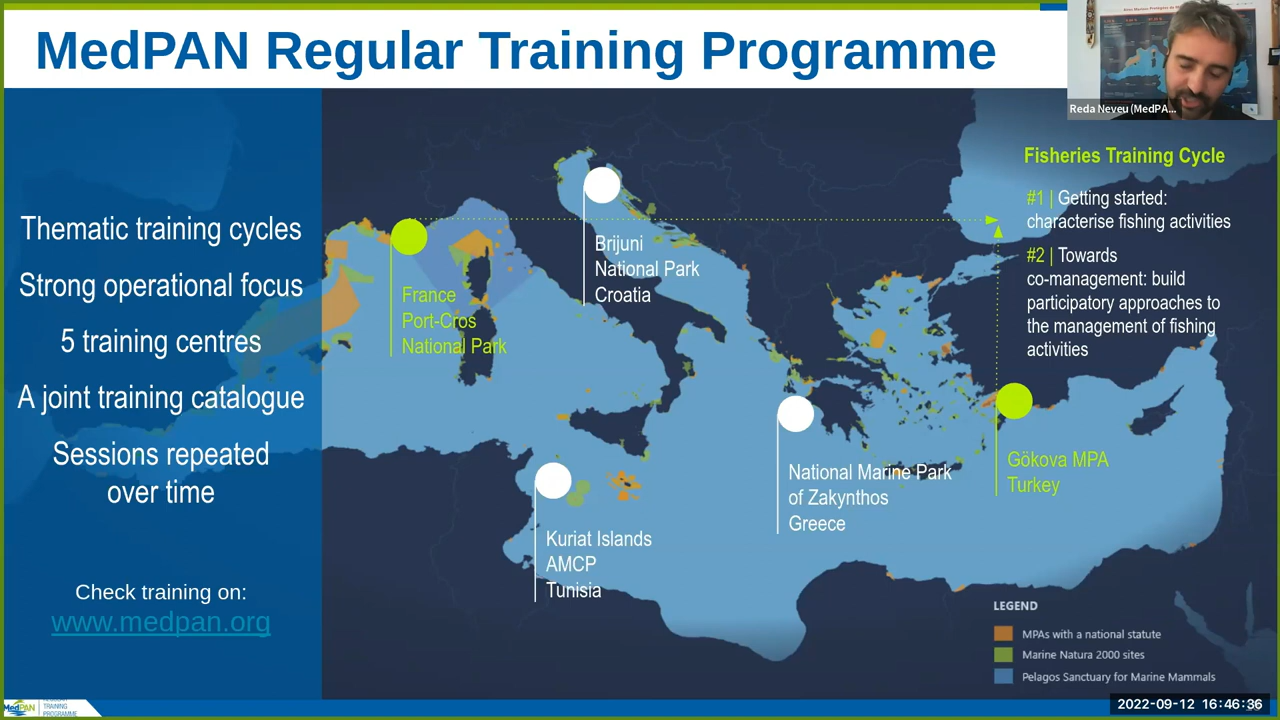 MedPAN Regular Training Programme
Reda Neveu (MedPA...
Thematic training cycles
Strong operational focus
5 training centres
A joint training catalogue
Sessions repeated
over time
Check training on:
www.medpan.org
France
Port-Cros
National Park
Brijuni
National Park
Croatia
Kuriat Islands
AMCP
Tunisia
National Marine Park
of Zakynthos
Greece
Gökova MPA
Turkey
Fisheries Training Cycle
#1 | Getting started:
characterise fishing activities
#2 | Towards
co-management: build
participatory approaches to
the management of fishing
activities
LEGEND
MPAs with a national statute
Marine Natura 2000 sites
Pelagos Sanctuary for Marine Mammals
MedPAN
REGULAR
TRAINING
PROGRAMME
2022-09-12 16:46:36